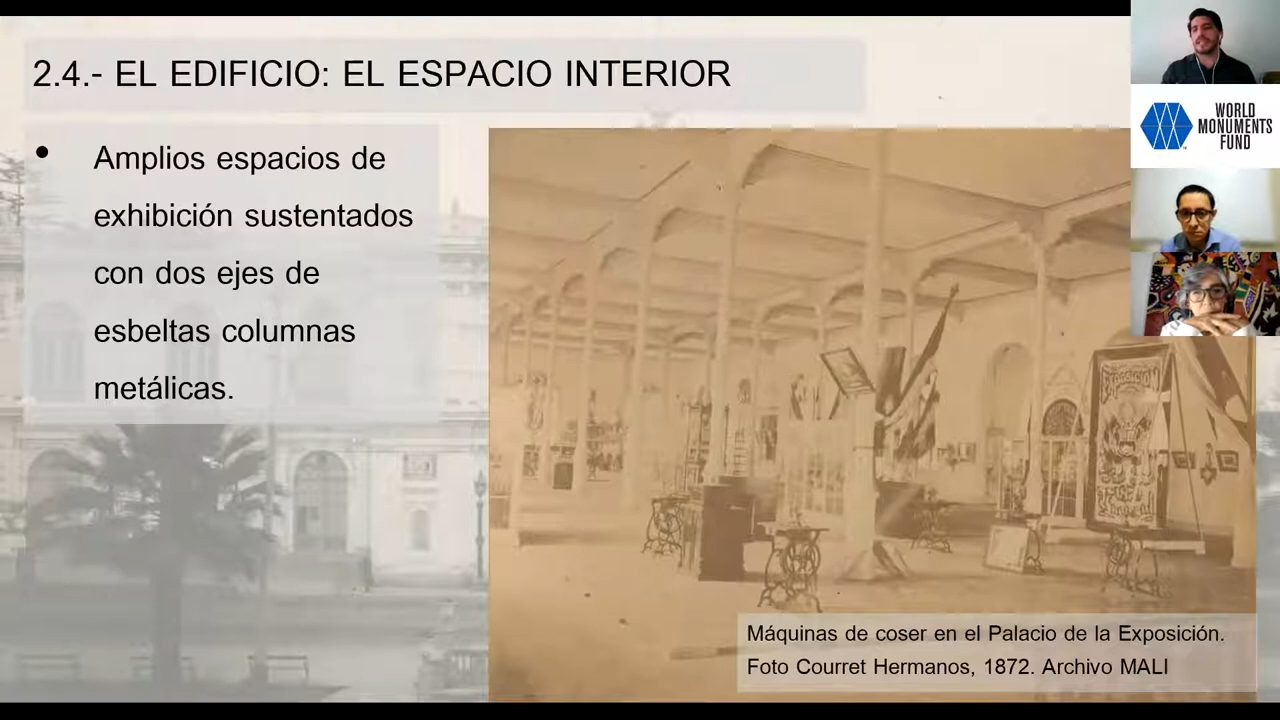 2.4.- EL EDIFICIO: EL ESPACIO INTERIOR
• Amplios espacios de
exhibición sustentados
con dos ejes de
esbeltas columnas
metálicas.
WORLD
MONUMENTS
FUND
EXPOSICION
Máquinas de coser en el Palacio de la Exposición.
Foto Courret Hermanos, 1872. Archivo MALI